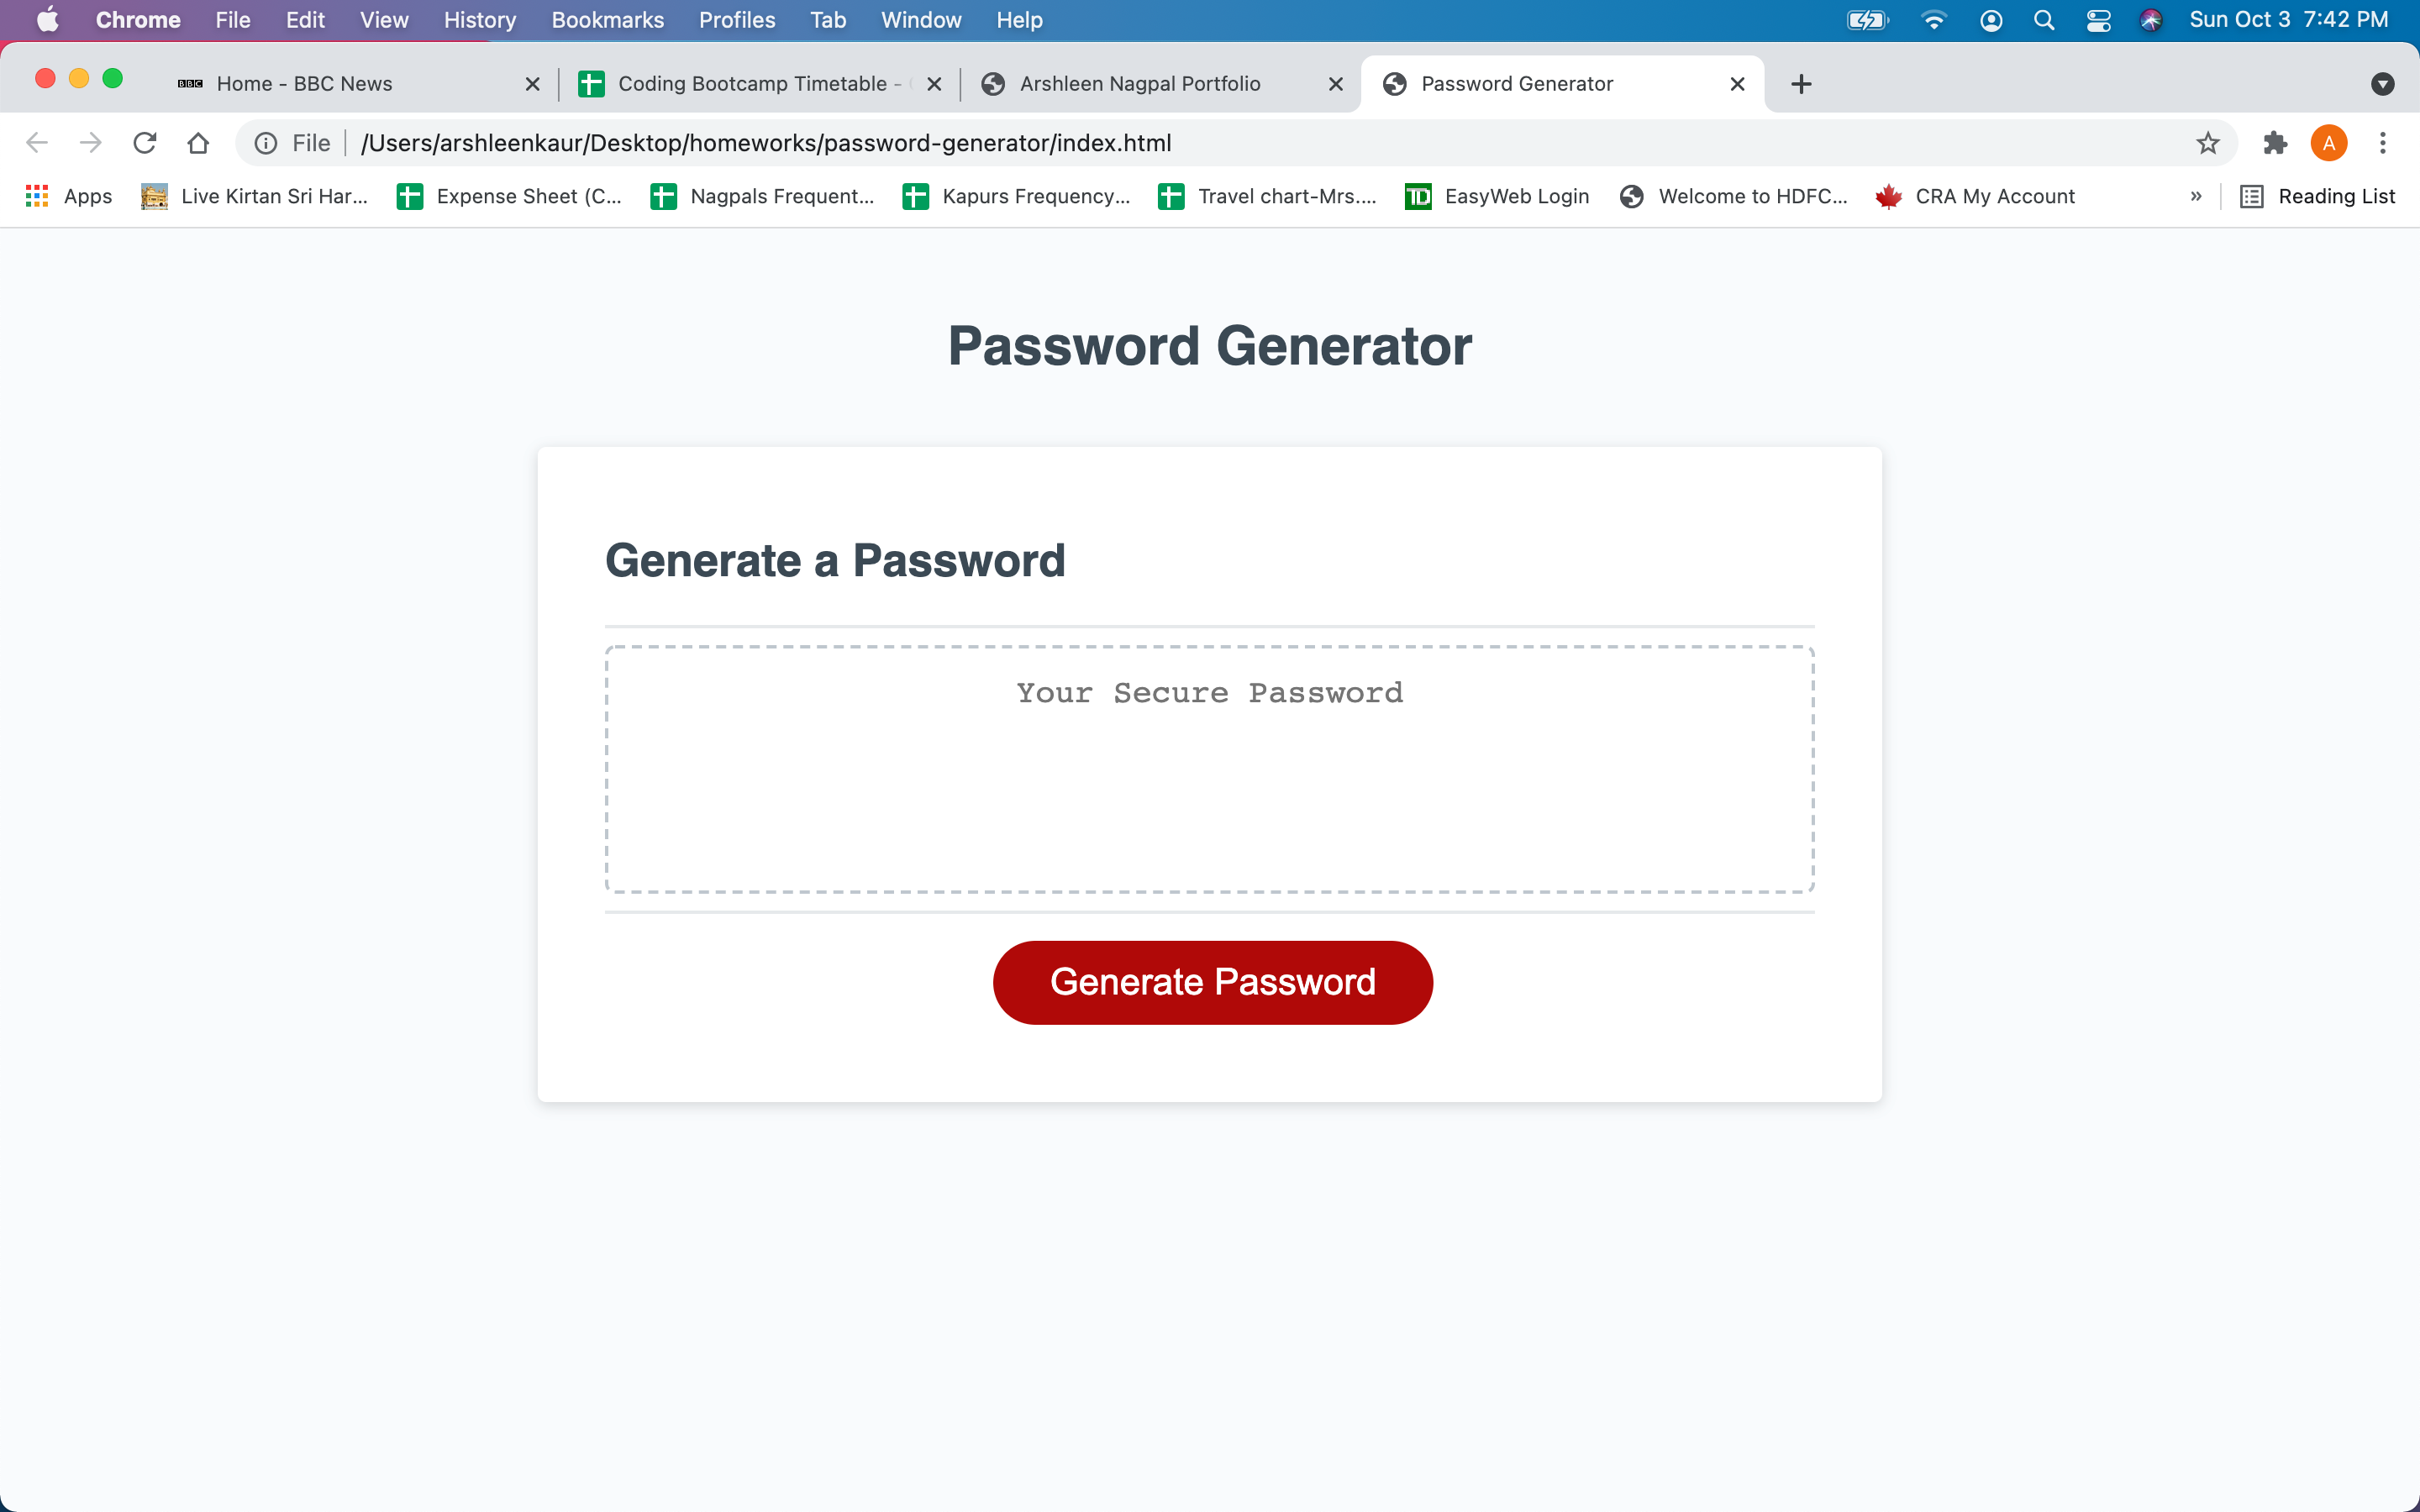 Chrome File Edit View History Bookmarks Profiles Tab Window Help Sun Oct 3 7:42 PM
BBC Home - BBC News Coding Bootcamp Timetable - Arshleen Nagpal Portfolio Password Generator
File /Users/arshleenkaur/Desktop/homeworks/password-generator/index.html A
Apps Live Kirtan Sri Har... Expense Sheet (C... Nagpals Frequent... Kapurs Frequency... Travel chart-Mrs.... TD EasyWeb Login Welcome to HDFC... CRA My Account » Reading List
Password Generator
Generate a Password
Your Secure Password
Generate Password